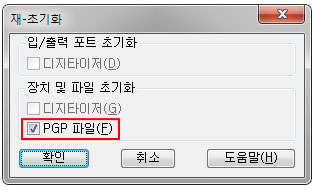 재-초기화
입/출력 포트 초기화
디지타이저(D)
장치 및 파일 초기화
디지타이저(G)
PGP 파일(F)
확인 취소 도움말(H)